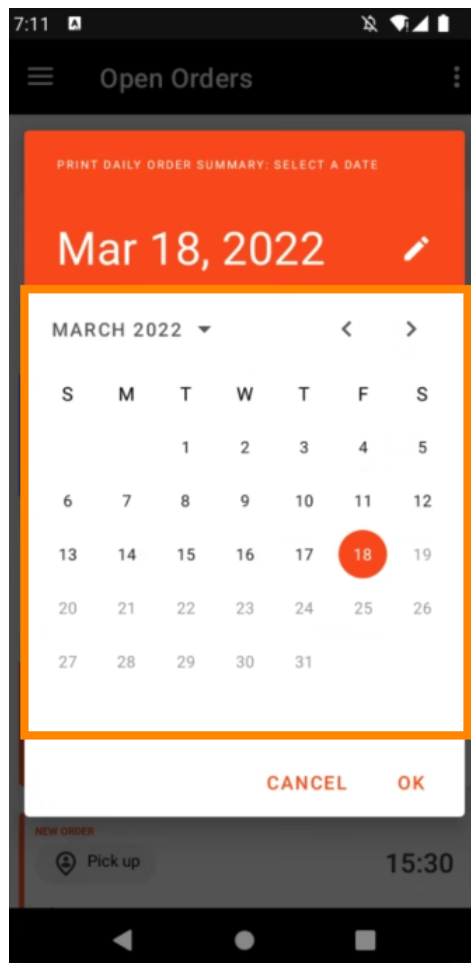 7:11
Open Orders
PRINT DAILY ORDER SUMMARY: SELECT A DATE
Mar 18, 2022
MARCH 2022
S M T W T F S
1 2 3 4 5
6 7 8 9 10 11 12
13 14 15 16 17 18 19
20 21 22 23 24 25 26
27 28 29 30 31
CANCEL OK
NEW ORDER
Pick up 15:30